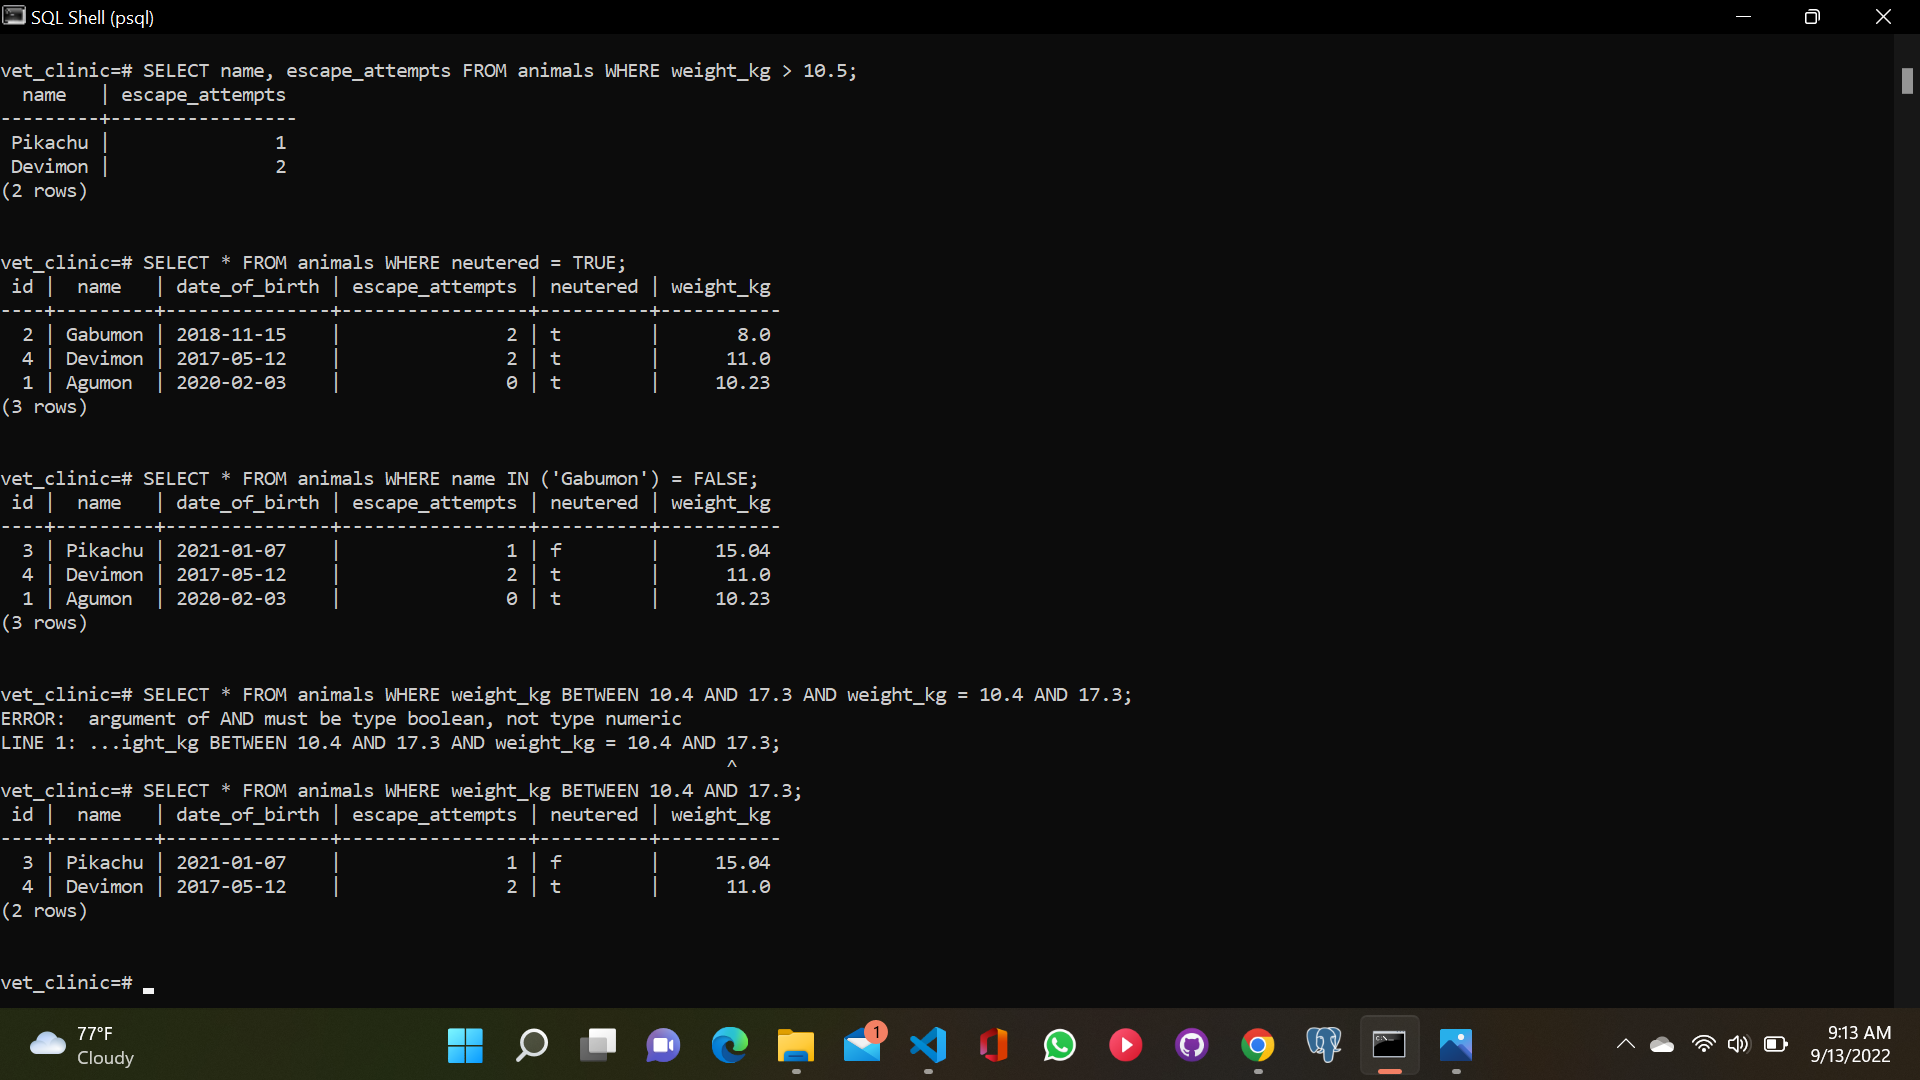 SQL Shell (psql)
vet_clinic=# SELECT name, escape_attempts FROM animals WHERE weight_kg > 10.5;
  name   | escape_attempts
---------+-----------------
 Pikachu |               1
 Devimon |               2
(2 rows)
vet_clinic=# SELECT * FROM animals WHERE neutered = TRUE;
 id |  name   | date_of_birth | escape_attempts | neutered | weight_kg
----+---------+---------------+-----------------+----------+-----------
  2 | Gabumon | 2018-11-15    |               2 | t        |       8.0
  4 | Devimon | 2017-05-12    |               2 | t        |      11.0
  1 | Agumon  | 2020-02-03    |               0 | t        |     10.23
(3 rows)
vet_clinic=# SELECT * FROM animals WHERE name IN ('Gabumon') = FALSE;
 id |  name   | date_of_birth | escape_attempts | neutered | weight_kg
----+---------+---------------+-----------------+----------+-----------
  3 | Pikachu | 2021-01-07    |               1 | f        |     15.04
  4 | Devimon | 2017-05-12    |               2 | t        |      11.0
  1 | Agumon  | 2020-02-03    |               0 | t        |     10.23
(3 rows)
vet_clinic=# SELECT * FROM animals WHERE weight_kg BETWEEN 10.4 AND 17.3 AND weight_kg = 10.4 AND 17.3;
ERROR:  argument of AND must be type boolean, not type numeric
LINE 1: ...ight_kg BETWEEN 10.4 AND 17.3 AND weight_kg = 10.4 AND 17.3;
                                                                  ^
vet_clinic=# SELECT * FROM animals WHERE weight_kg BETWEEN 10.4 AND 17.3;
 id |  name   | date_of_birth | escape_attempts | neutered | weight_kg
----+---------+---------------+-----------------+----------+-----------
  3 | Pikachu | 2021-01-07    |               1 | f        |     15.04
  4 | Devimon | 2017-05-12    |               2 | t        |      11.0
(2 rows)
vet_clinic=#
77°F
Cloudy
1
9:13 AM
9/13/2022